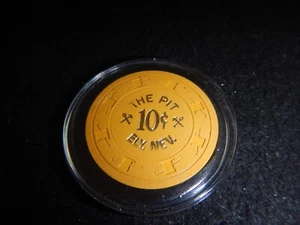 THE PIT
10¢
ELY, NEV.